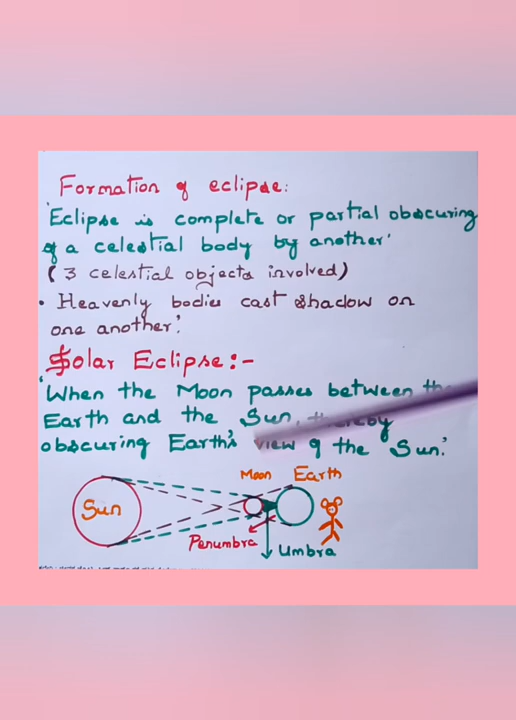 Formation of eclipse:
'Eclipse is complete or partial obscuring
of a celestial body by another'
(3 celestial objects involved)
• Heavenly bodies cast shadow on
one another'.
Solar Eclipse:-
'When the Moon passes between the
Earth and the Sun, thereby
obscuring Earth's view of the Sun.'
Moon Earth
Sun
Penumbra
Umbra